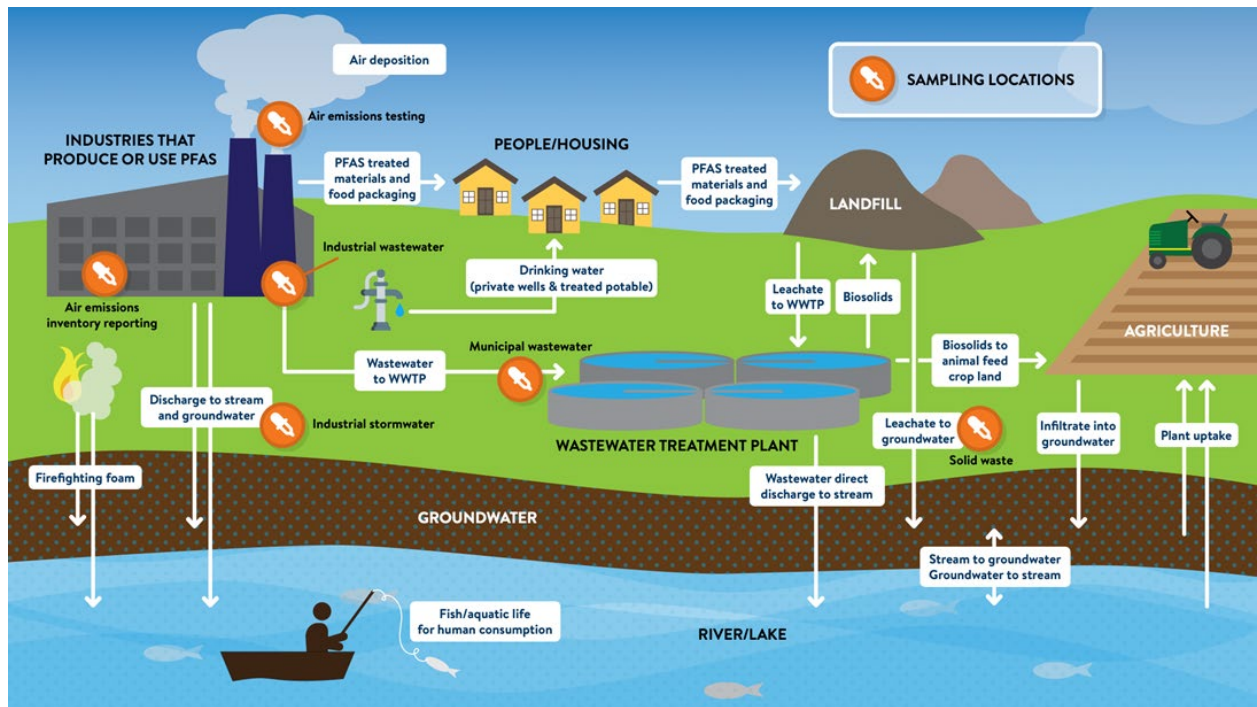 Air deposition
SAMPLING LOCATIONS
Air emissions testing
INDUSTRIES THAT
PRODUCE OR USE PFAS
PEOPLE/HOUSING
PFAS treated
materials and
food packaging
PFAS treated
materials and
food packaging
LANDFILL
Industrial wastewater
Drinking water
(private wells & treated potable)
Leachate
to WWTP
Biosolids
Air emissions
inventory reporting
AGRICULTURE
Municipal wastewater
Wastewater
to WWTP
Biosolids to
animal feed
crop land
Discharge to stream
and groundwater
Industrial stormwater
WASTEWATER TREATMENT PLANT
Leachate to
groundwater
Solid waste
Infiltrate into
groundwater
Plant uptake
Firefighting foam
Wastewater direct
discharge to stream
GROUNDWATER
Stream to groundwater
Groundwater to stream
Fish/aquatic life
for human consumption
RIVER/LAKE